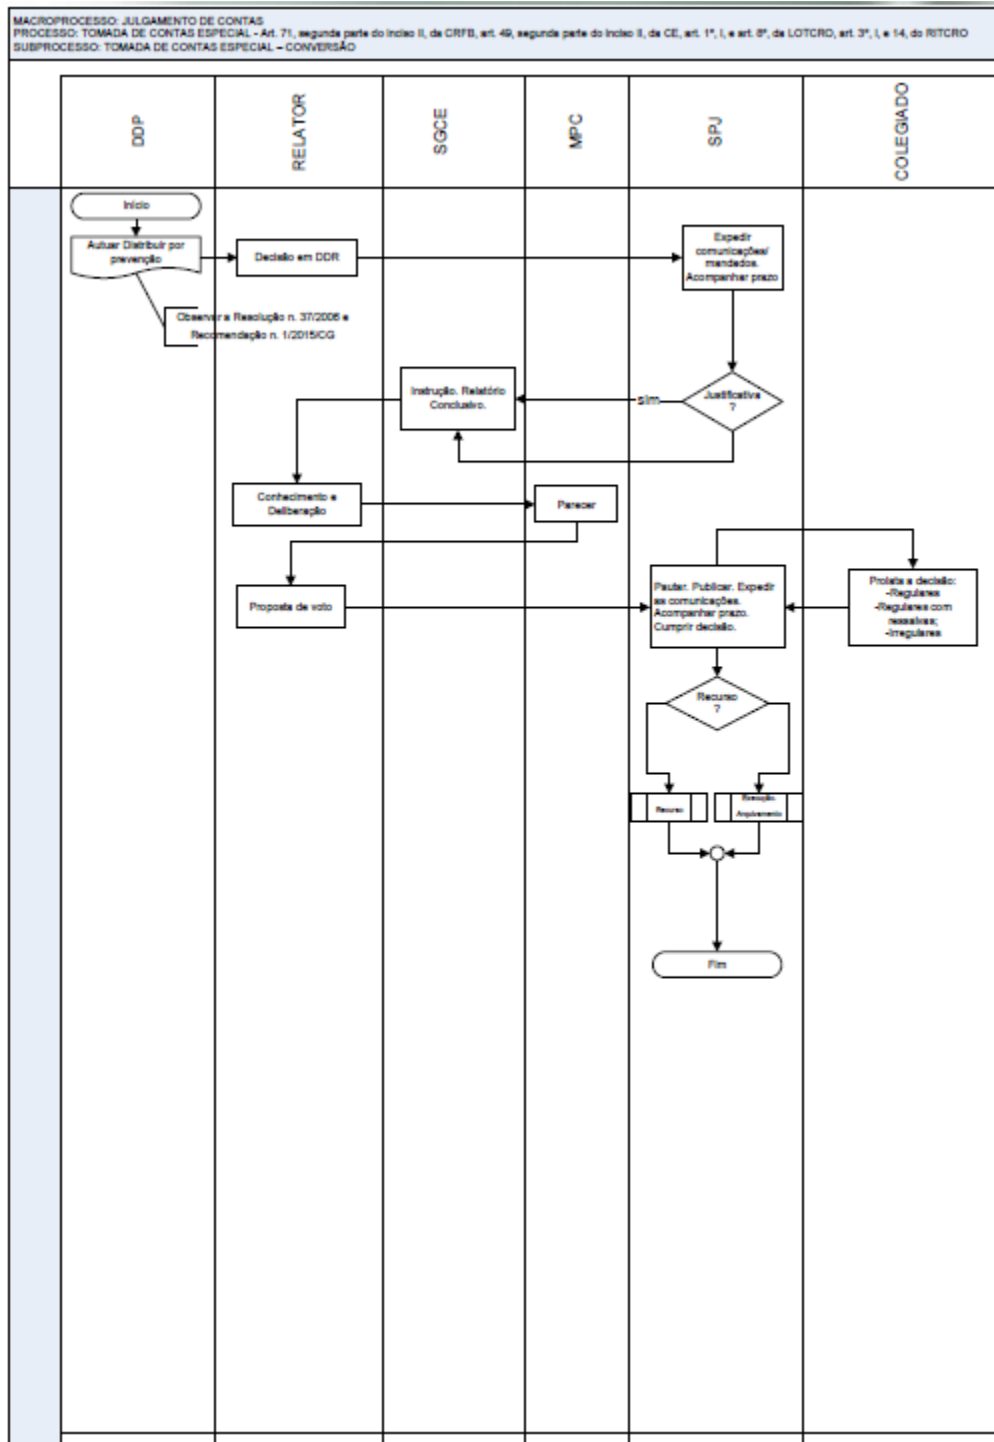 MACROPROCESSO: JULGAMENTO DE CONTAS
PROCESSO: TOMADA DE CONTAS ESPECIAL - Art. 71, segunda parte do inciso II, da CRFB, art. 49, segunda parte do inciso II, da CE, art. 1º, I, e art. 8º, da LOTCRO, art. 3º, I, e 14, do RITCRO
SUBPROCESSO: TOMADA DE CONTAS ESPECIAL – CONVERSÃO
DDP
RELATOR
SGCE
MPC
SPJ
COLEGIADO
Início
Autuar Distribuir por
prevenção
Decisão em DDR
Expedir
comunicações/
mandados.
Acompanhar prazo
Observar a Resolução n. 37/2006 e
Recomendação n. 1/2015/CG
Instrução. Relatório
Conclusivo.
sim
Justificativa
?
Conhecimento e
Deliberação
Parecer
Proposta de voto
Pautar. Publicar. Expedir
as comunicações.
Acompanhar prazo.
Cumprir decisão.
Prolata a decisão:
-Regulares
-Regulares com
ressalvas;
-Irregulares
Recurso
?
Recurso
Execução.
Arquivamento
Fim